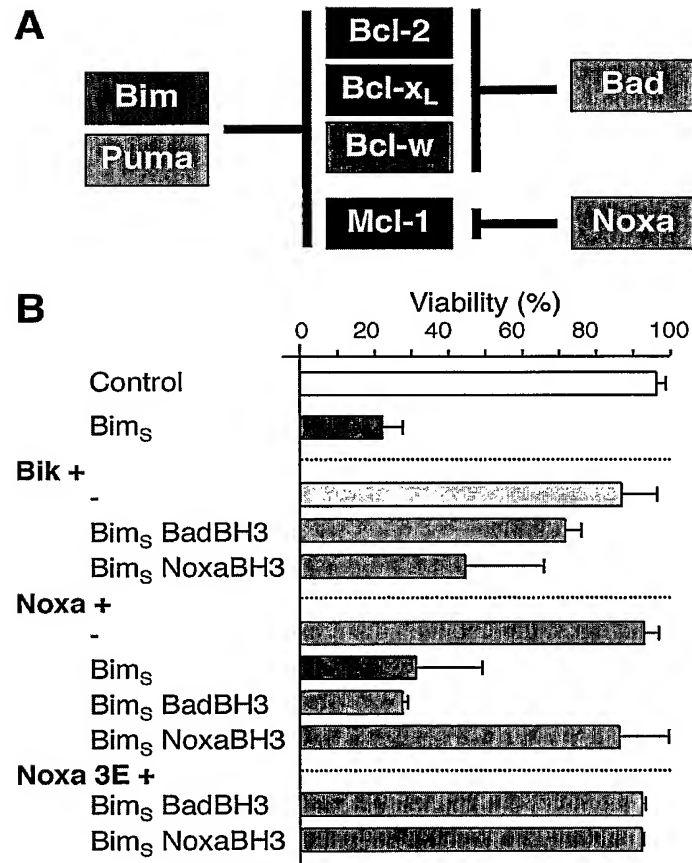 A
Bim
Puma
Bcl-2
Bcl-xL
Bcl-w
Mcl-1
Bad
Noxa
B
Viability (%)
0 20 40 60 80 100
Control
BimS
Bik +
-
BimS BadBH3
BimS NoxaBH3
Noxa +
-
BimS
BimS BadBH3
BimS NoxaBH3
Noxa 3E +
BimS BadBH3
BimS NoxaBH3